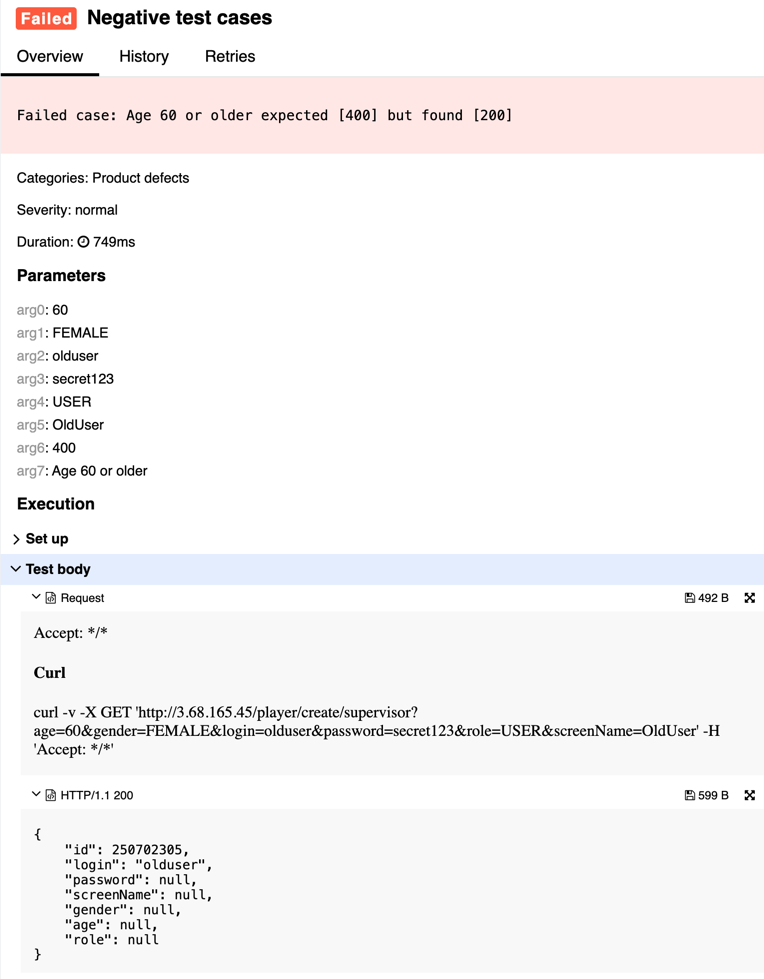 Failed Negative test cases
Overview History Retries
Failed case: Age 60 or older expected [400] but found [200]
Categories: Product defects
Severity: normal
Duration: 749ms
Parameters
arg0: 60
arg1: FEMALE
arg2: olduser
arg3: secret123
arg4: USER
arg5: OldUser
arg6: 400
arg7: Age 60 or older
Execution
Set up
Test body
Request 492 B
Accept: */*
Curl
curl -v -X GET 'http://3.68.165.45/player/create/supervisor?
age=60&gender=FEMALE&login=olduser&password=secret123&role=USER&screenName=OldUser' -H
'Accept: */*'
HTTP/1.1 200 599 B
{
    "id": 250702305,
    "login": "olduser",
    "password": null,
    "screenName": null,
    "gender": null,
    "age": null,
    "role": null
}